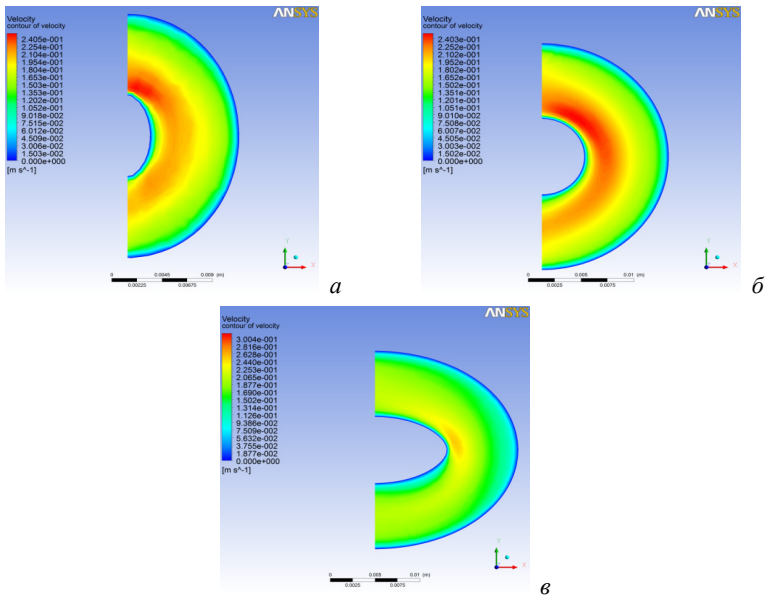 ANSYS
Velocity
contour of velocity
2.405e-001
2.254e-001
2.104e-001
1.954e-001
1.804e-001
1.653e-001
1.503e-001
1.353e-001
1.202e-001
1.052e-001
9.018e-002
7.515e-002
6.012e-002
4.509e-002
3.006e-002
1.503e-002
0.000e+000
[m s^-1]
0 0.0045 0.009 (m)
0.00225 0.00675
Y
X
а
ANSYS
Velocity
contour of velocity
2.403e-001
2.252e-001
2.102e-001
1.952e-001
1.802e-001
1.652e-001
1.502e-001
1.351e-001
1.201e-001
1.051e-001
9.010e-002
7.508e-002
6.007e-002
4.505e-002
3.003e-002
1.502e-002
0.000e+000
[m s^-1]
0 0.005 0.01 (m)
0.0025 0.0075
Y
X
б
ANSYS
Velocity
contour of velocity
3.004e-001
2.816e-001
2.628e-001
2.440e-001
2.253e-001
2.065e-001
1.877e-001
1.690e-001
1.502e-001
1.314e-001
1.126e-001
9.386e-002
7.509e-002
5.632e-002
3.755e-002
1.877e-002
0.000e+000
[m s^-1]
0 0.005 0.01 (m)
0.0025 0.0075
Y
X
в